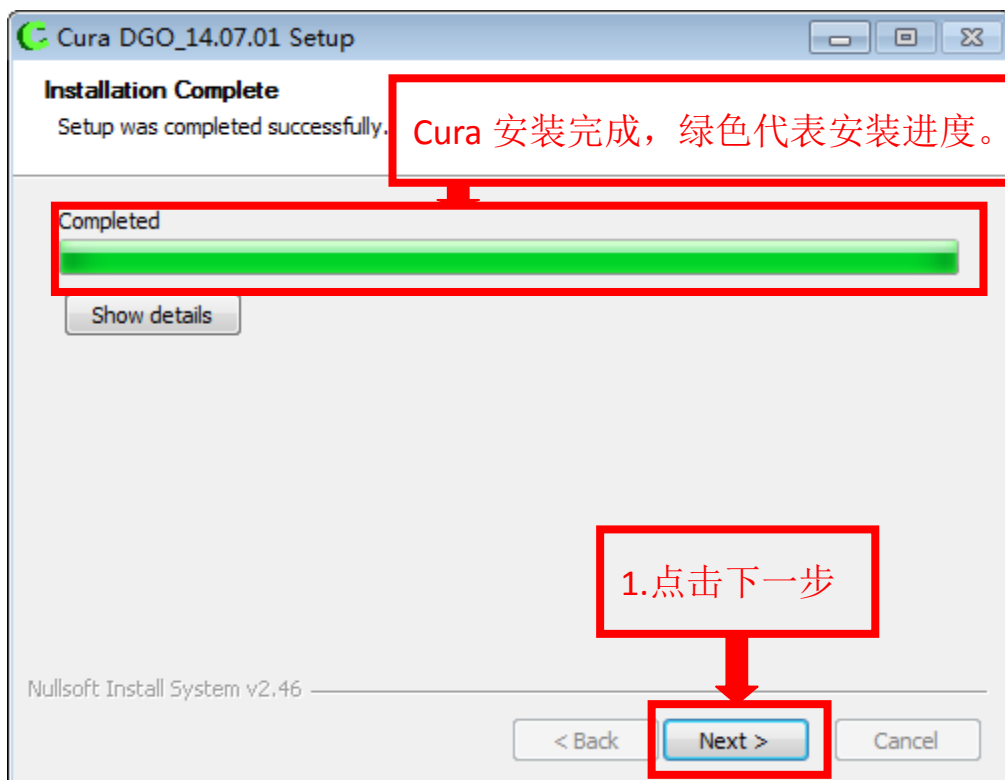 Cura DGO_14.07.01 Setup
Installation Complete
Setup was completed successfully.
Cura 安装完成，绿色代表安装进度。
Completed
Show details
1.点击下一步
Nullsoft Install System v2.46
< Back
Next >
Cancel